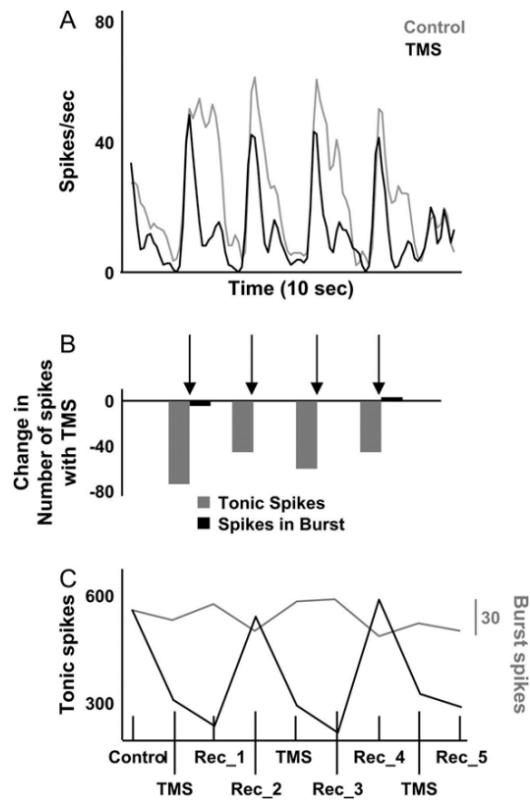 A
80
Control
TMS
Spikes/sec
40
0
Time (10 sec)
B
Change in
Number of spikes
with TMS
0
-40
-80
Tonic Spikes
Spikes in Burst
C
Tonic spikes
600
300
30
Burst spikes
Control
Rec_1
TMS
Rec_4
Rec_5
TMS
Rec_2
Rec_3
TMS